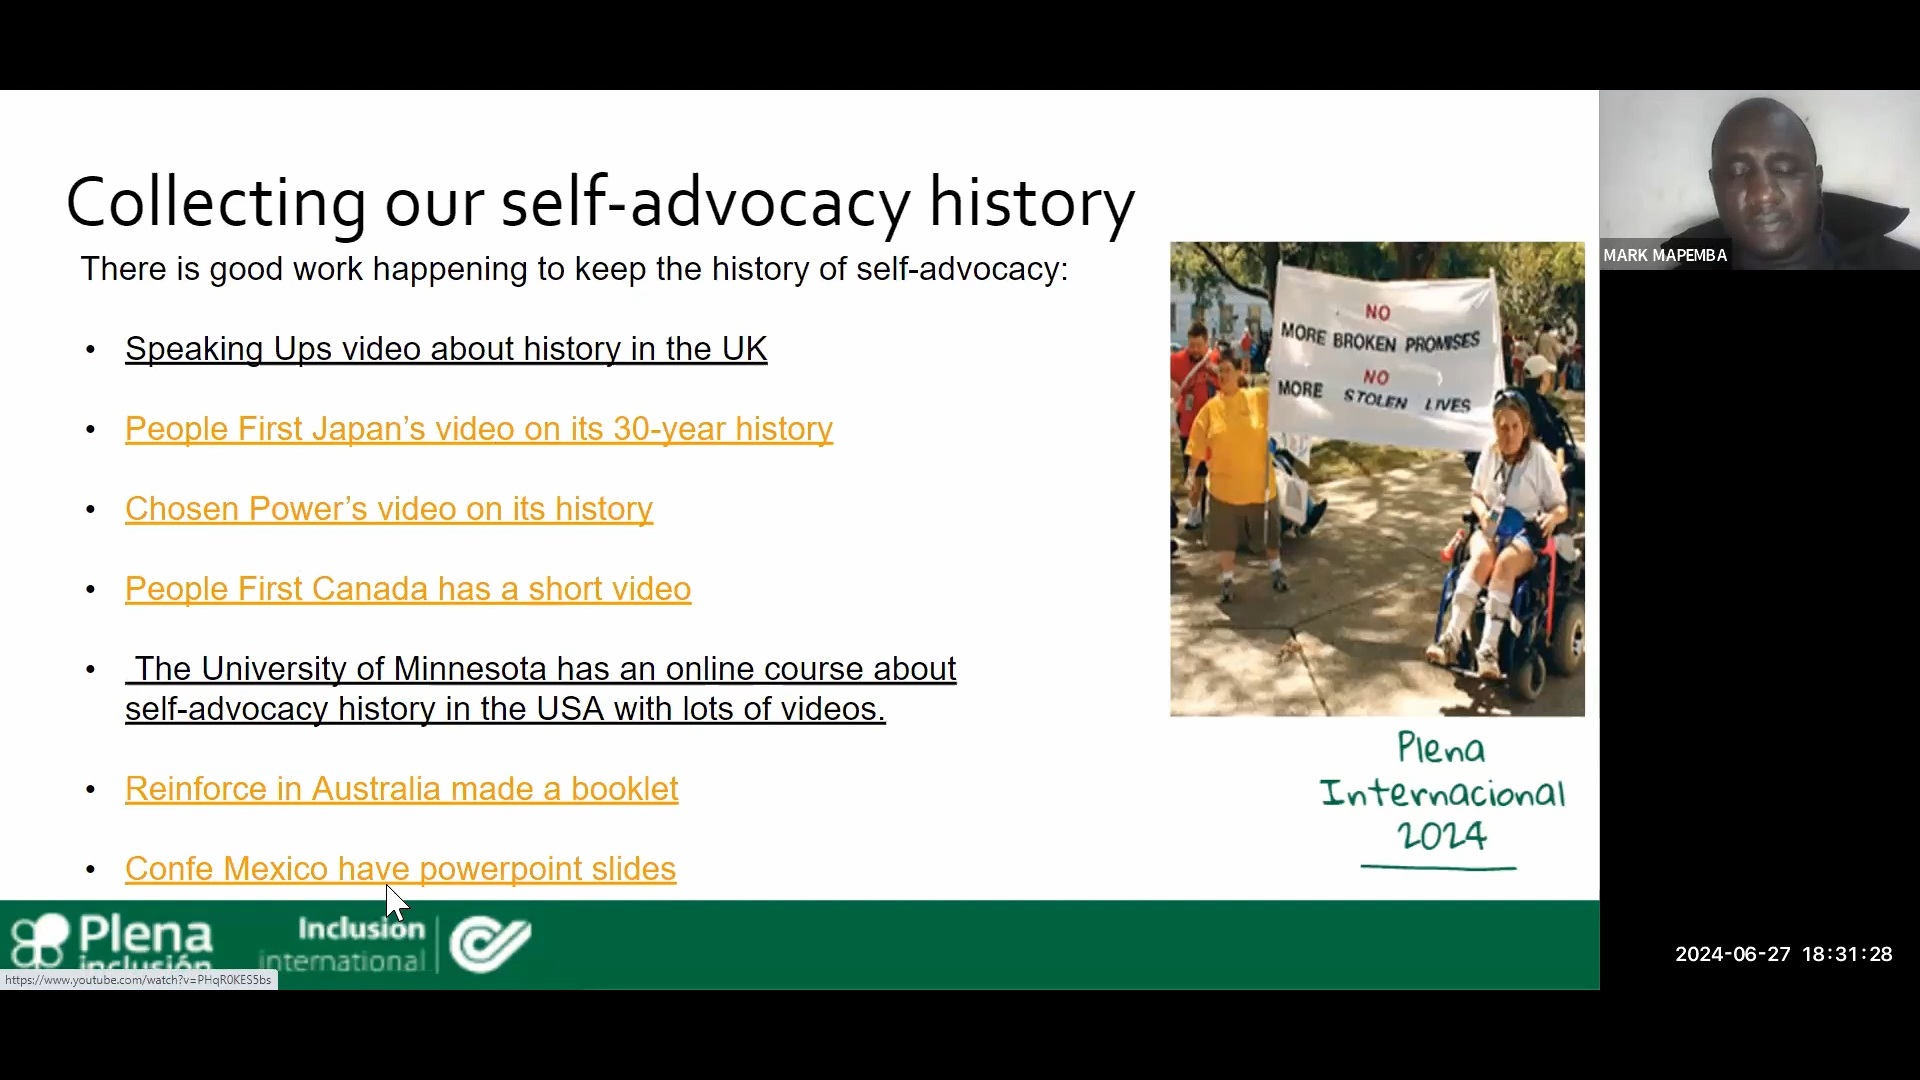 Collecting our self-advocacy history
There is good work happening to keep the history of self-advocacy:
• Speaking Ups video about history in the UK
• People First Japan’s video on its 30-year history
• Chosen Power’s video on its history
• People First Canada has a short video
• The University of Minnesota has an online course about
self-advocacy history in the USA with lots of videos.
• Reinforce in Australia made a booklet
• Confe Mexico have powerpoint slides
NO
MORE BROKEN PROMISES
NO
MORE STOLEN LIVES
Plena
Internacional
2024
Plena
inclusión
Inclusion
international
https://www.youtube.com/watch?v=PHqR0KES5bs
MARK MAPEMBA
2024-06-27 18:31:28